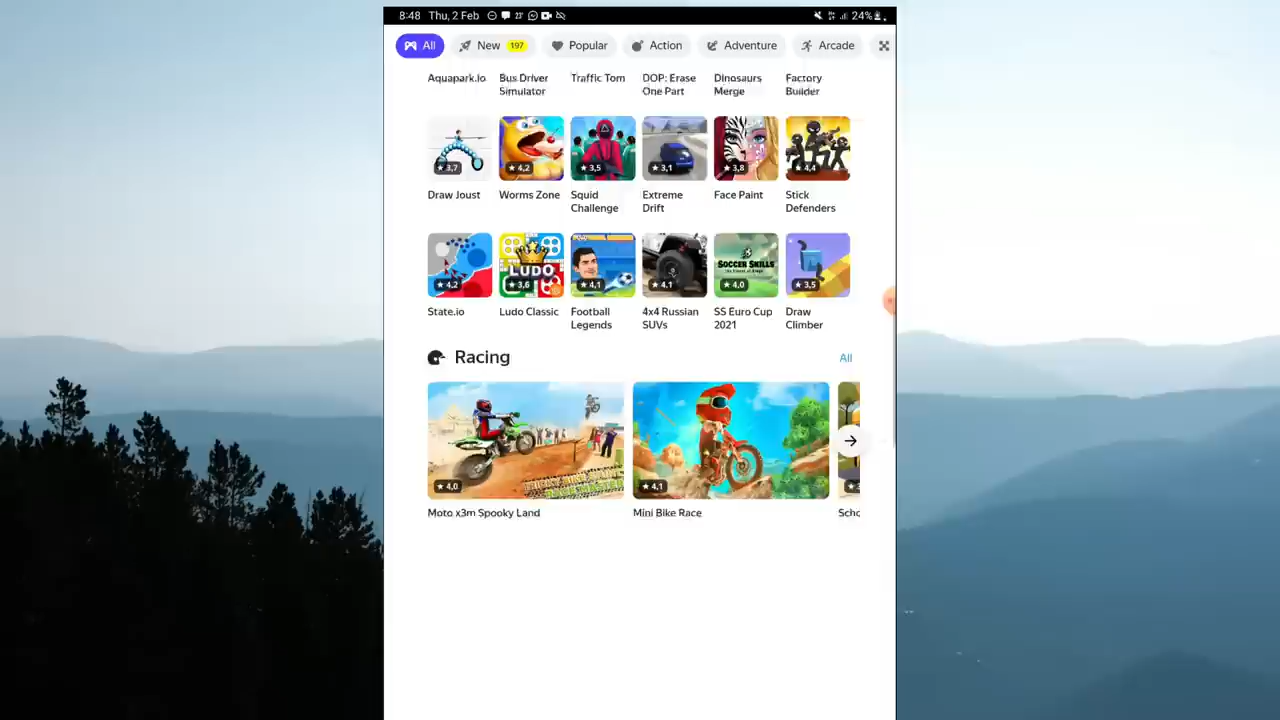 8:48 Thu, 2 Feb 24%
All New 197 Popular Action Adventure Arcade
Aquapark.io Bus Driver Simulator Traffic Tom DOP: Erase One Part Dinosaurs Merge Factory Builder
3,7 4,2 3,5 3,1 3,8 4,4
Draw Joust Worms Zone Squid Challenge Extreme Drift Face Paint Stick Defenders
LUDO SOCCER SKILLS
4,2 3,6 4,1 4,1 4,0 3,5
State.io Ludo Classic Football Legends 4x4 Russian SUVs SS Euro Cup 2021 Draw Climber
Racing All
4,0 4,1
Moto x3m Spooky Land Mini Bike Race Scho